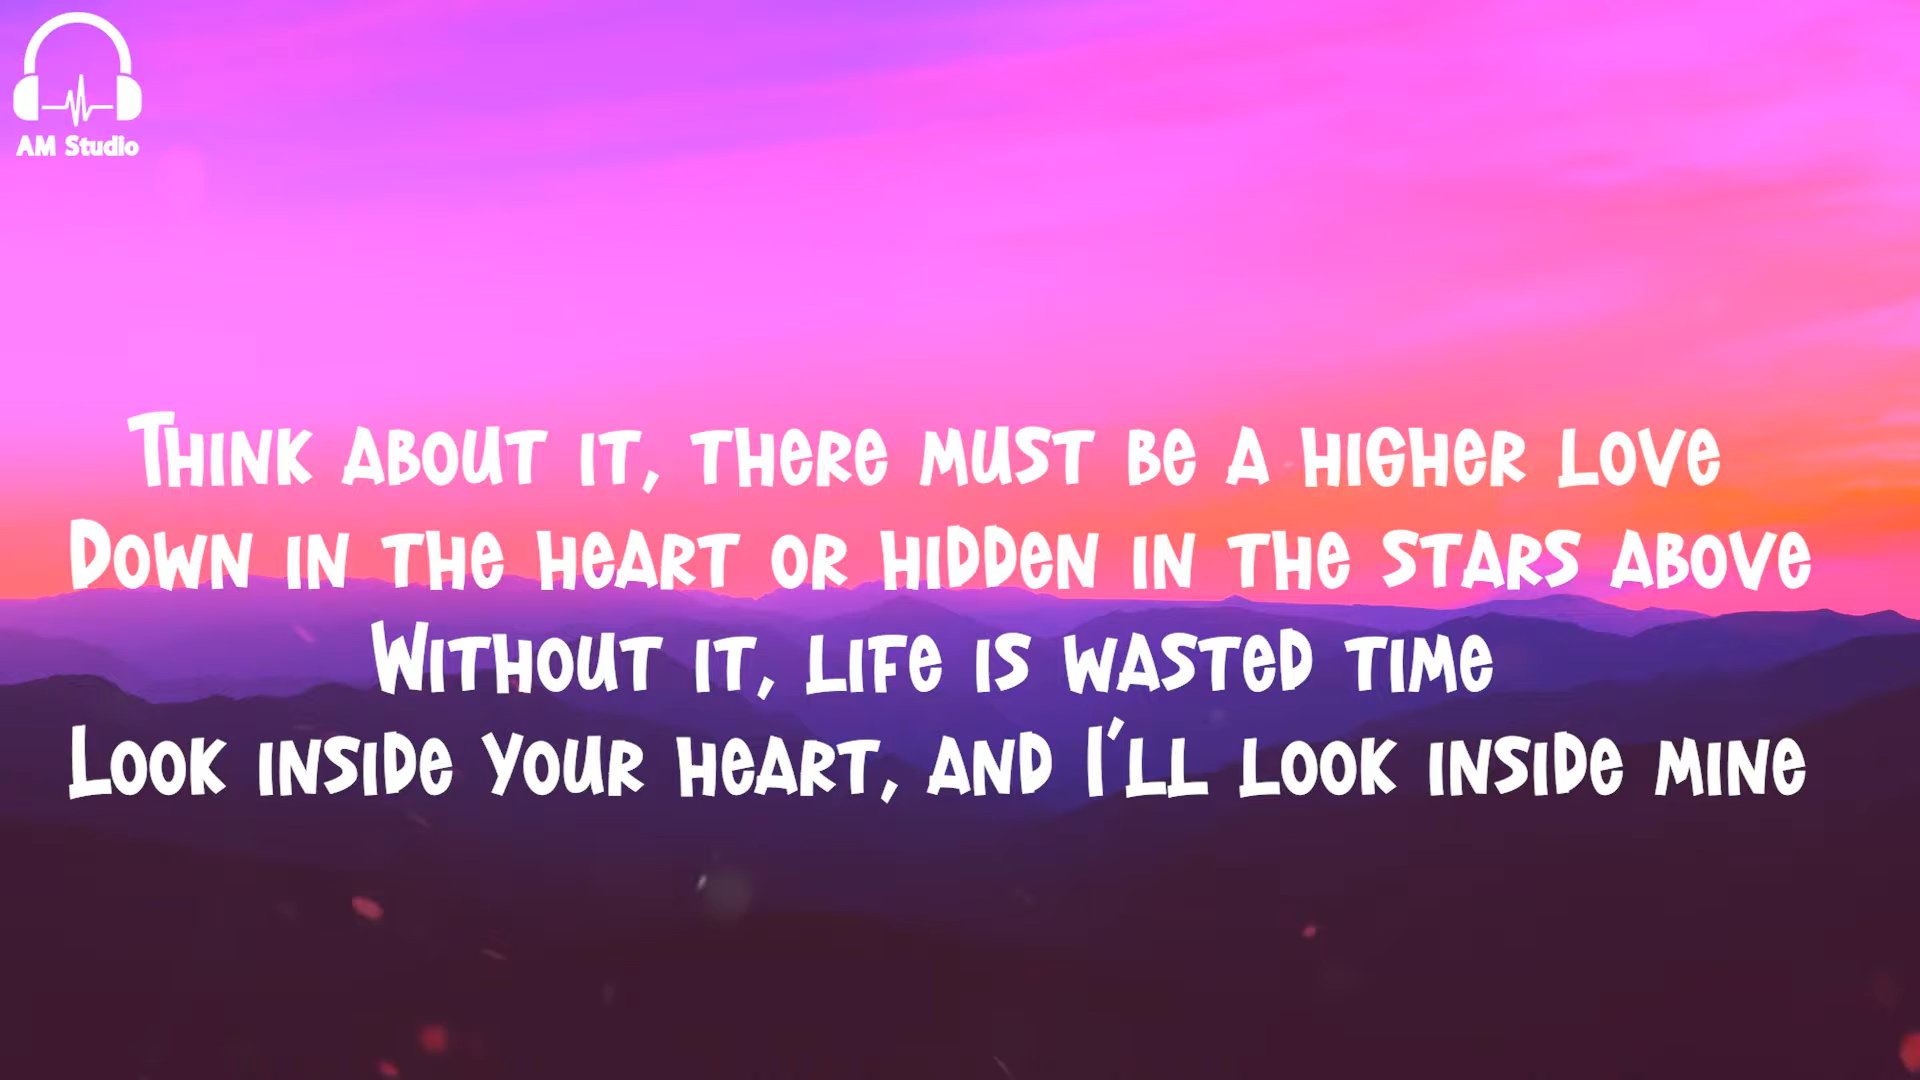 AM Studio
Think about it, there must be a higher love
Down in the heart or hidden in the stars above
Without it, life is wasted time
Look inside your heart, and I'll look inside mine